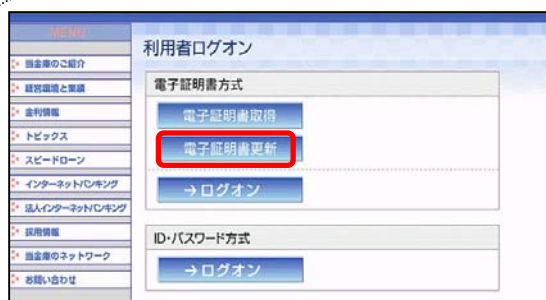 MENU
当金庫のご紹介
経営環境と業績
金利情報
トピックス
スピードローン
インターネットバンキング
法人インターネットバンキング
採用情報
当金庫のネットワーク
お問い合わせ
利用者ログオン
電子証明書方式
電子証明書取得
電子証明書更新
→ログオン
ID・パスワード方式
→ログオン